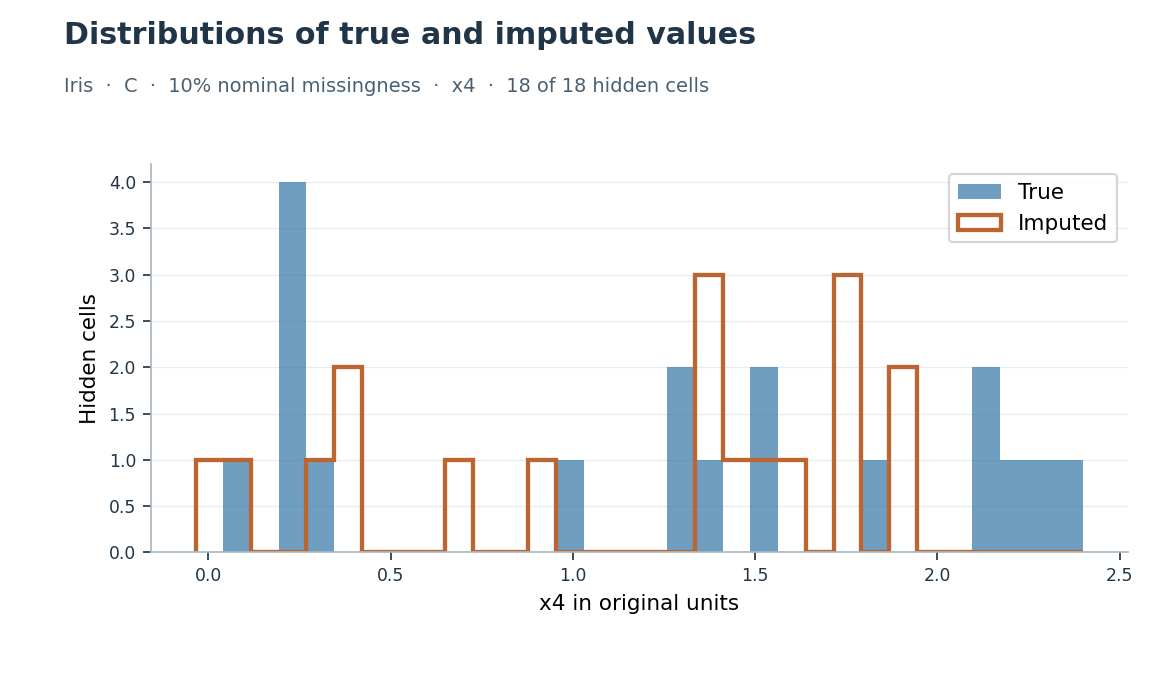 Distributions of true and imputed values
Iris · C · 10% nominal missingness · x4 · 18 of 18 hidden cells
True
Imputed
Hidden cells
4.0
3.5
3.0
2.5
2.0
1.5
1.0
0.5
0.0
0.0 0.5 1.0 1.5 2.0 2.5
x4 in original units